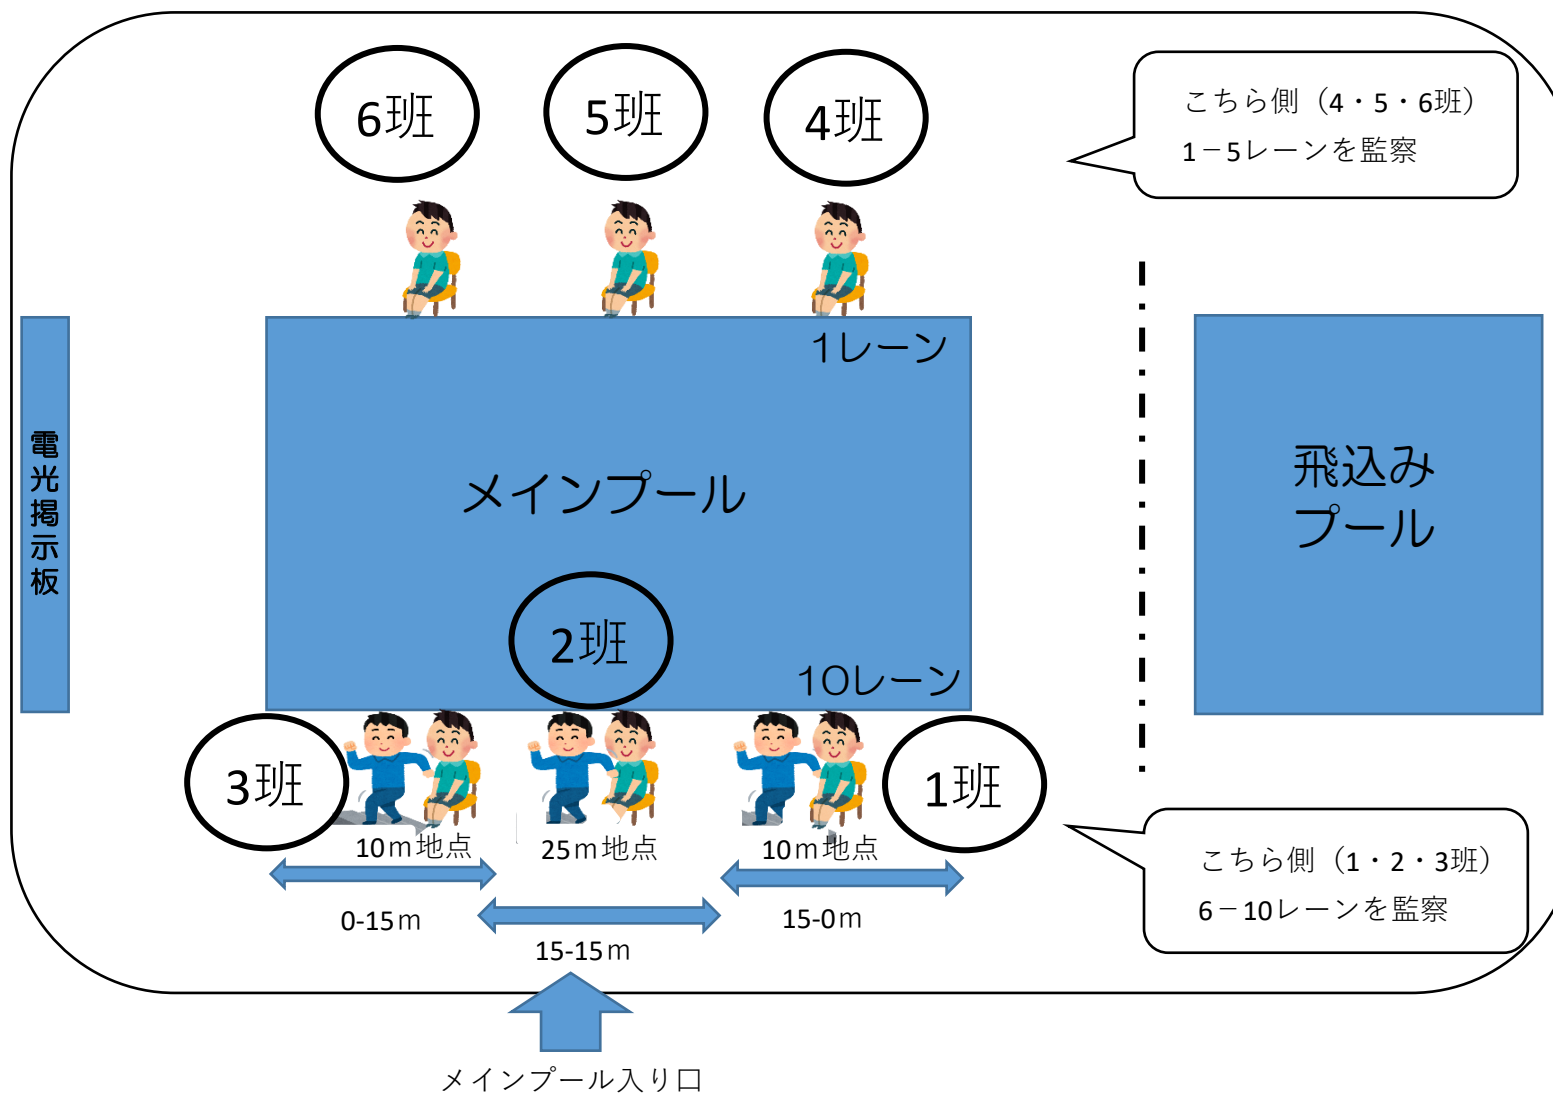 6班
5班
4班
こちら側（4・5・6班）
1－5レーンを監察
1レーン
電光掲示板
メインプール
飛込み
プール
2班
10レーン
3班
1班
10ｍ地点
25ｍ地点
10ｍ地点
0-15ｍ
15-15ｍ
15-0ｍ
こちら側（1・2・3班）
6－10レーンを監察
メインプール入り口